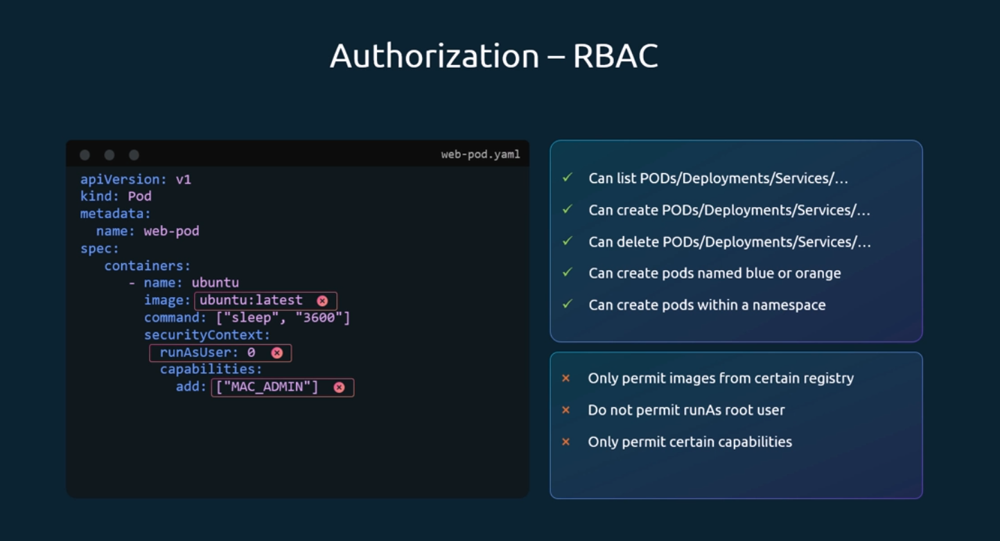 Authorization – RBAC
web-pod.yaml
apiVersion: v1
kind: Pod
metadata:
  name: web-pod
spec:
   containers:
      - name: ubuntu
        image: ubuntu:latest
        command: ["sleep", "3600"]
        securityContext:
          runAsUser: 0
          capabilities:
            add: ["MAC_ADMIN"]
✓ Can list PODs/Deployments/Services/…
✓ Can create PODs/Deployments/Services/…
✓ Can delete PODs/Deployments/Services/…
✓ Can create pods named blue or orange
✓ Can create pods within a namespace
× Only permit images from certain registry
× Do not permit runAs root user
× Only permit certain capabilities